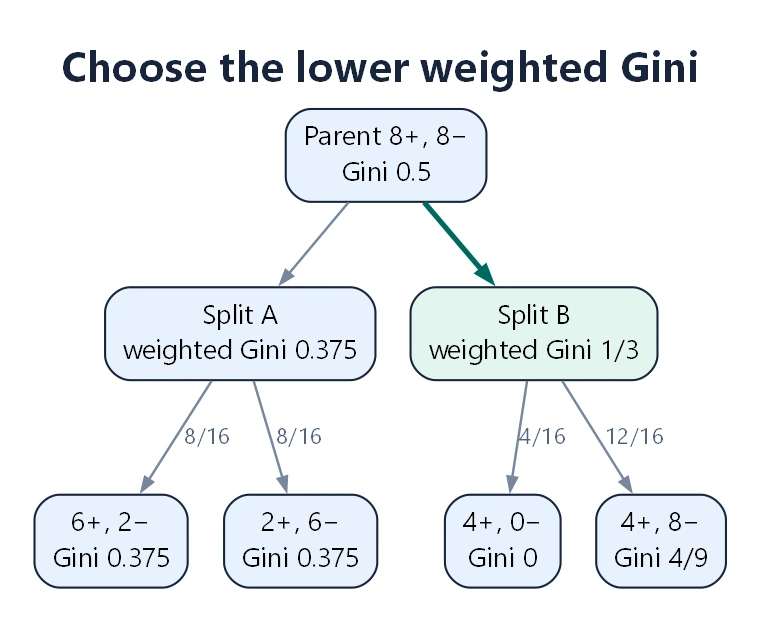 Choose the lower weighted Gini
Parent 8+, 8−
Gini 0.5
Split A
weighted Gini 0.375
Split B
weighted Gini 1/3
8/16
8/16
4/16
12/16
6+, 2−
Gini 0.375
2+, 6−
Gini 0.375
4+, 0−
Gini 0
4+, 8−
Gini 4/9